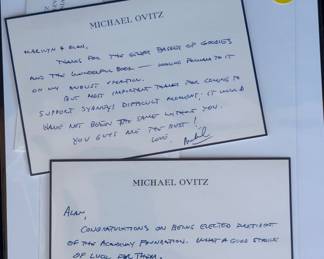 MICHAEL OVITZ
MARILYN & ALAN,
THANKS FOR THE GREAT BASKET OF GOODIES
AND THE WONDERFUL BOOK — LOOKING FORWARD TO IT
ON MY AUGUST VACATION.
BUT MOST IMPORTANT THANKS FOR COMING TO
SUPPORT SYDNEYS DIFFICULT MOMENT. IT WOULD
HAVE NOT BEEN THE SAME WITHOUT YOU.
YOU GUYS ARE THE BEST!
LOVE,
MICHAEL OVITZ
ALAN,
CONGRATULATIONS ON BEING ELECTED PRESIDENT
OF THE ACADEMY FOUNDATION. WHAT A GOOD STROKE
OF LUCK FOR THEM.